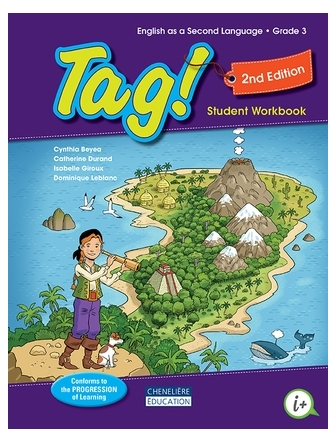 English as a Second Language • Grade 3
Tag!
2nd Edition
Student Workbook
Cynthia Beyea
Catherine Durand
Isabelle Giroux
Dominique Leblanc
Conforms to
the PROGRESSION
of Learning
CHENELIÈRE
ÉDUCATION
i+